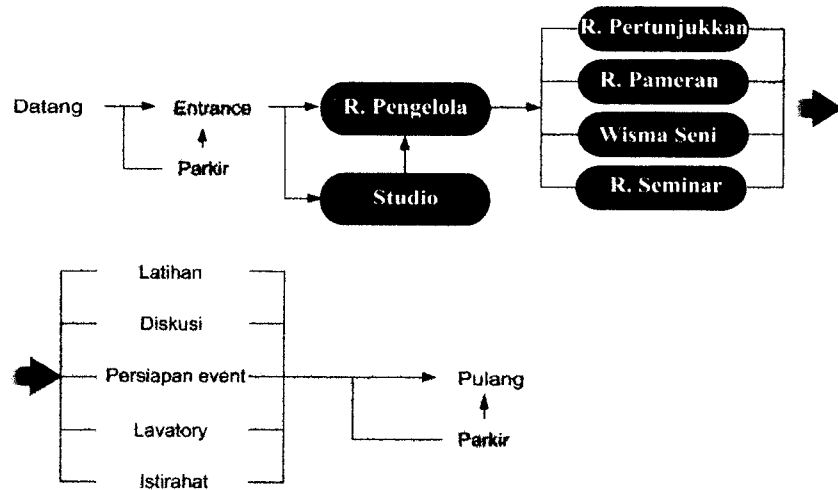 Datang
Entrance
Parkir
R. Pengelola
Studio
R. Pertunjukkan
R. Pameran
Wisma Seni
R. Seminar
Latihan
Diskusi
Persiapan event
Lavatory
Istirahat
Pulang
Parkir